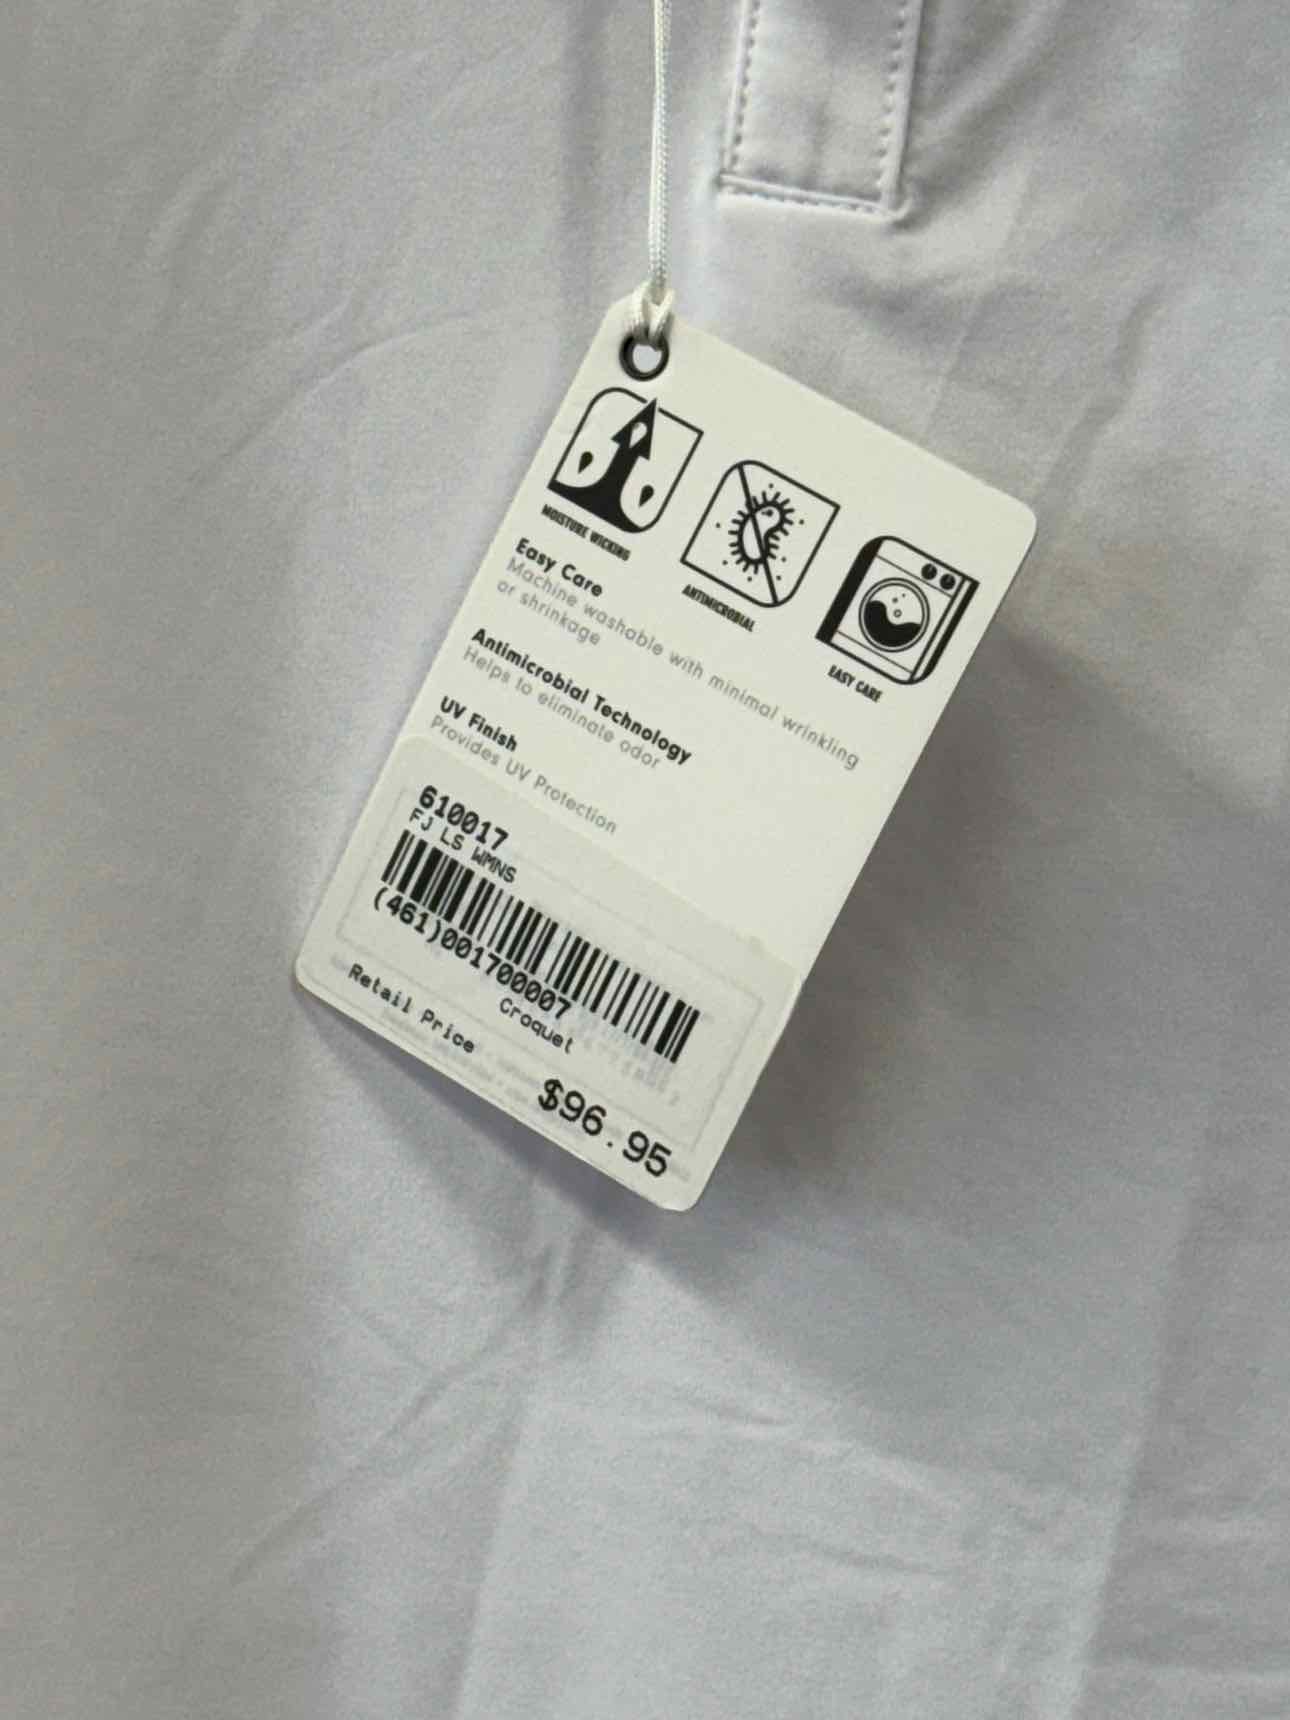 MOISTURE WICKING
ANTIMICROBIAL
EASY CARE
Easy Care
Machine washable with minimal wrinkling
or shrinkage
Antimicrobial Technology
Helps to eliminate odor
UV Finish
Provides UV Protection
610017
FJ LS WMNS
(461)001700007
Croquet
Retail Price
$96.95